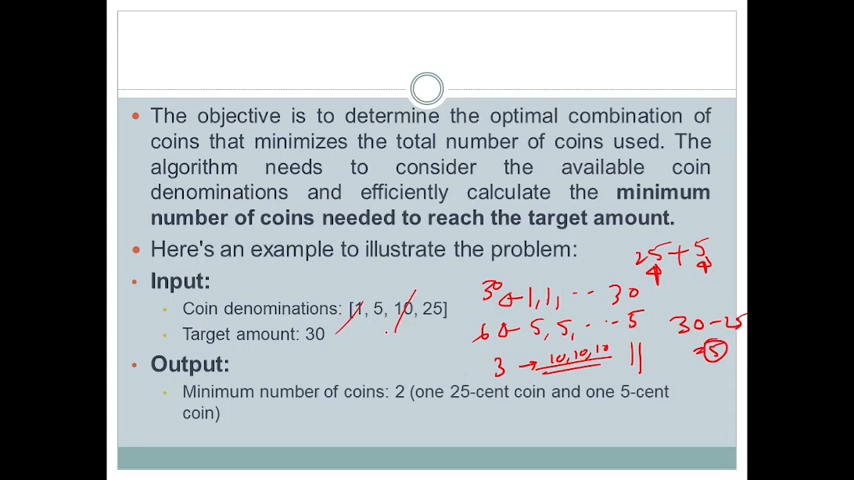 The objective is to determine the optimal combination of
coins that minimizes the total number of coins used. The
algorithm needs to consider the available coin
denominations and efficiently calculate the minimum
number of coins needed to reach the target amount.
Here's an example to illustrate the problem:
25 + 5
Input:
Coin denominations: [1, 5, 10, 25]
30 ← 1, 1, ... 30
Target amount: 30
6 ← 5, 5, ... 5
30 - 25
= 5
3 → 10, 10, 10 ||
Output:
Minimum number of coins: 2 (one 25-cent coin and one 5-cent
coin)